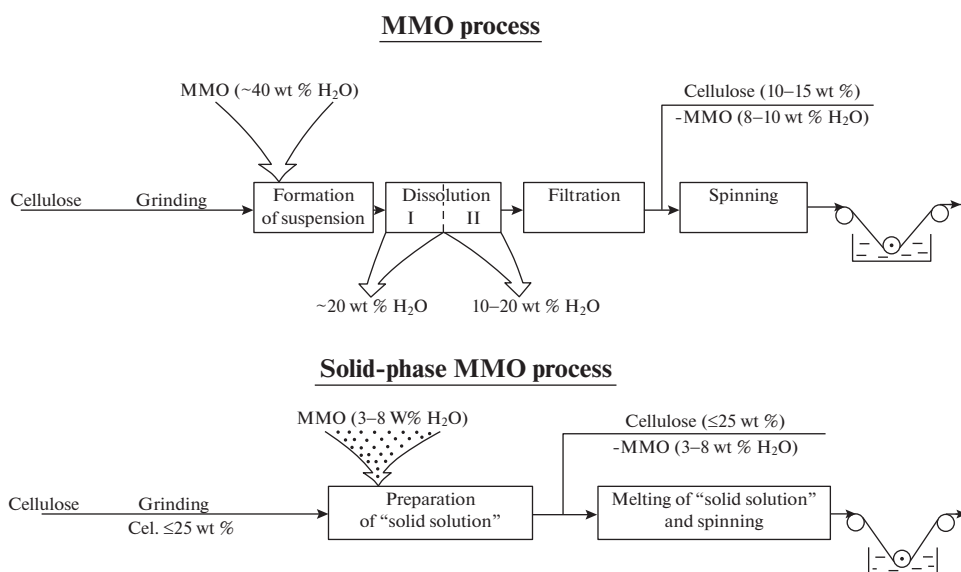 MMO process
MMO (~40 wt % H₂O)
Cellulose (10–15 wt %)
-MMO (8–10 wt % H₂O)
Cellulose
Grinding
Formation
of suspension
Dissolution
I II
Filtration
Spinning
~20 wt % H₂O
10–20 wt % H₂O
Solid-phase MMO process
MMO (3–8 W% H₂O)
Cellulose (≤25 wt %)
-MMO (3–8 wt % H₂O)
Cellulose
Grinding
Cel. ≤25 wt %
Preparation
of “solid solution”
Melting of “solid solution”
and spinning